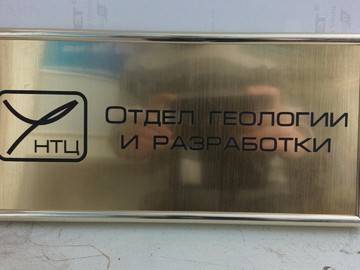 НТЦ
Отдел геологии
и разработки